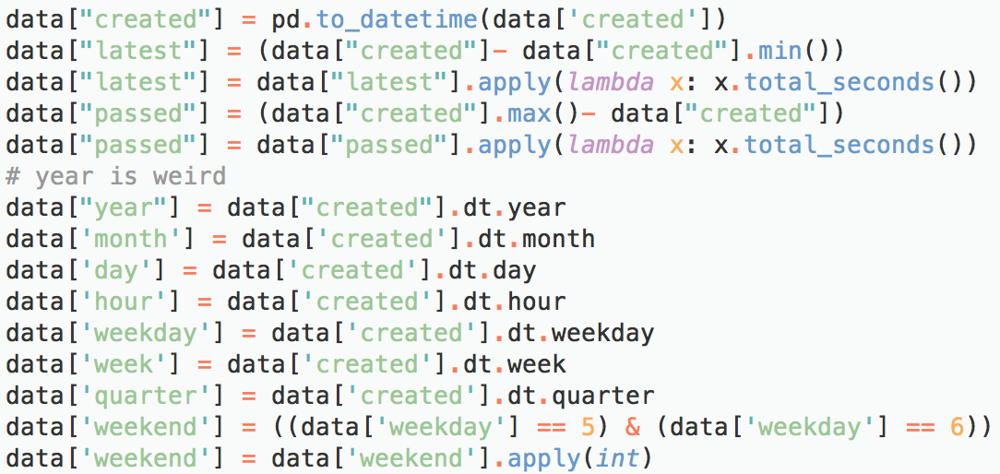 data["created"] = pd.to_datetime(data['created'])
data["latest"] = (data["created"]- data["created"].min())
data["latest"] = data["latest"].apply(lambda x: x.total_seconds())
data["passed"] = (data["created"].max()- data["created"])
data["passed"] = data["passed"].apply(lambda x: x.total_seconds())
# year is weird
data["year"] = data["created"].dt.year
data['month'] = data['created'].dt.month
data['day'] = data['created'].dt.day
data['hour'] = data['created'].dt.hour
data['weekday'] = data['created'].dt.weekday
data['week'] = data['created'].dt.week
data['quarter'] = data['created'].dt.quarter
data['weekend'] = ((data['weekday'] == 5) & (data['weekday'] == 6))
data['weekend'] = data['weekend'].apply(int)